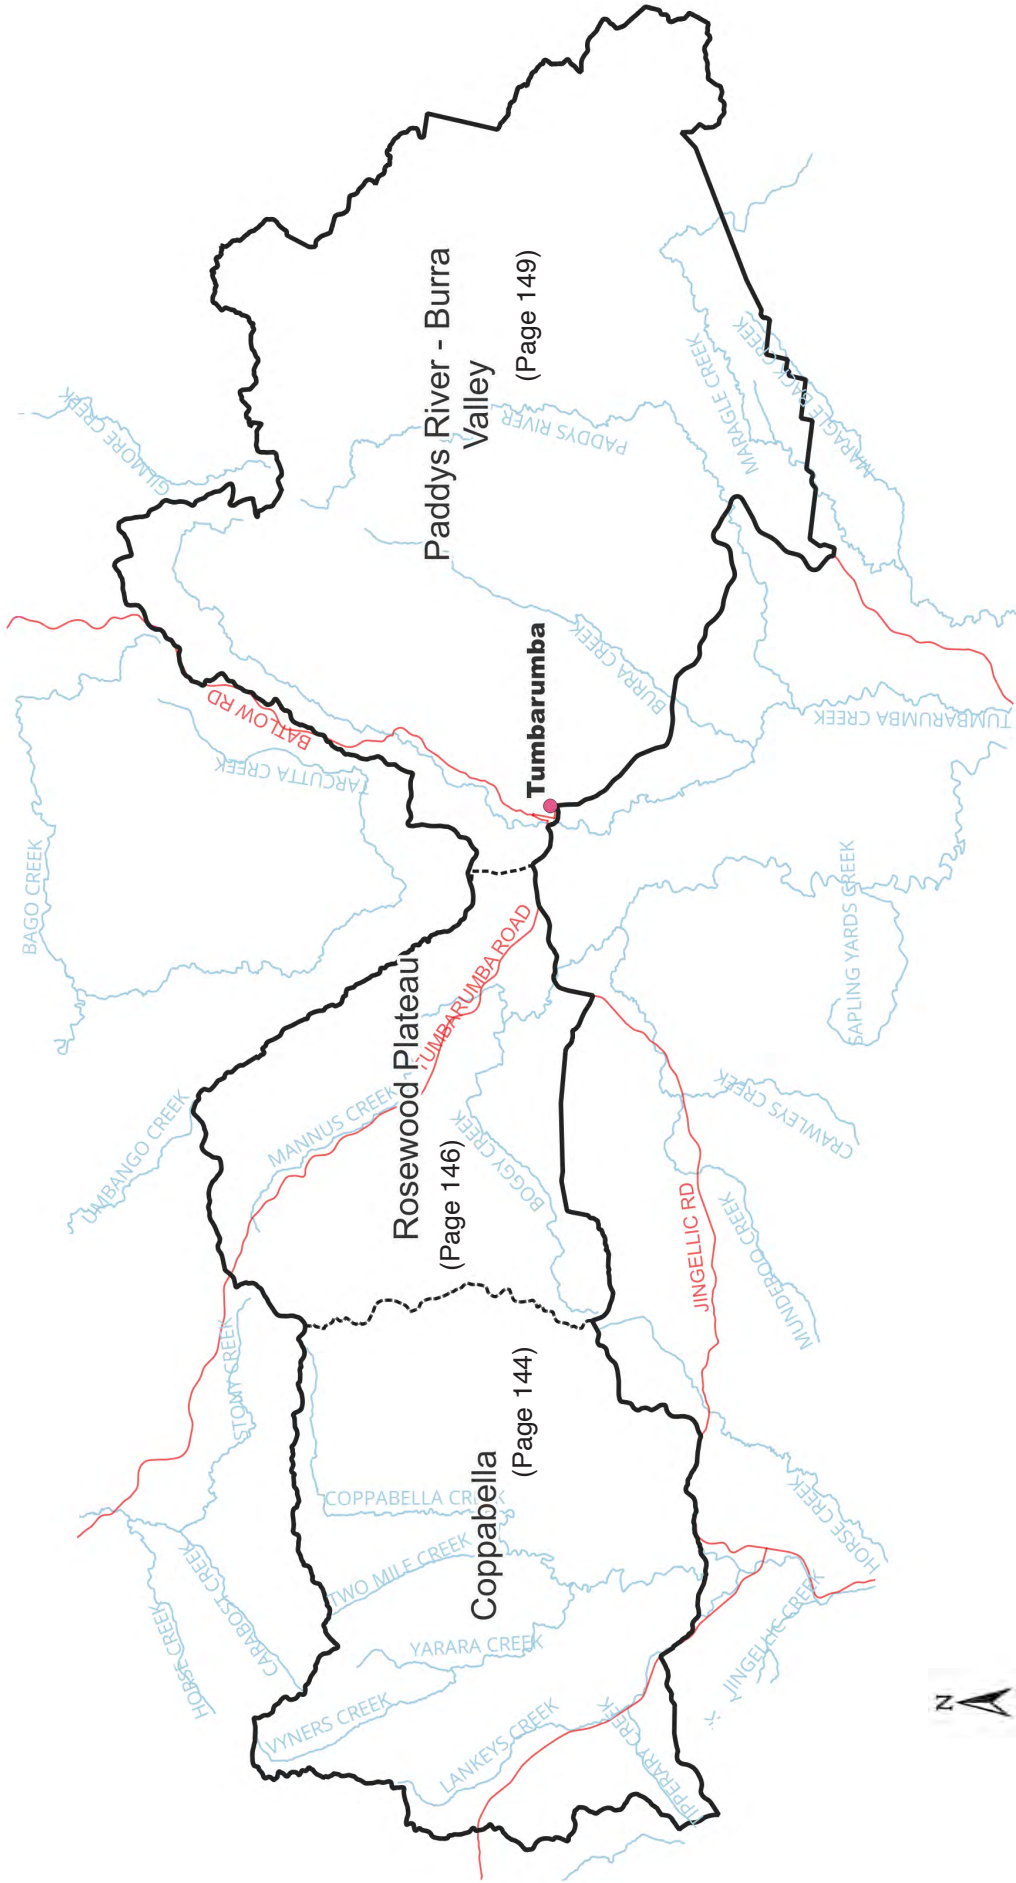 GILMORE CREEK
Paddys River - Burra
Valley
(Page 149)
PADDYS RIVER
MARAGLE CREEK
MARAGLE BACK CREEK
BATLOW RD
TARCUTTA CREEK
BURRA CREEK
Tumbarumba
TUMBARUMBA CREEK
BAGO CREEK
SAPLING YARDS CREEK
TUMBARUMBA ROAD
Rosewood Plateau
(Page 146)
UMBANGO CREEK
MANNUS CREEK
BOGGY CREEK
CRAWLEYS CREEK
JINGELLIC RD
MUNDEROO CREEK
STONY CREEK
Coppabella
(Page 144)
COPPABELLA CREEK
TWO MILE CREEK
HORSE CREEK
CARABOST CREEK
HORSE CREEK
YARARA CREEK
VYNERS CREEK
LANKEYS CREEK
TIPPERARY CREEK
JINGELLIC CREEK
N